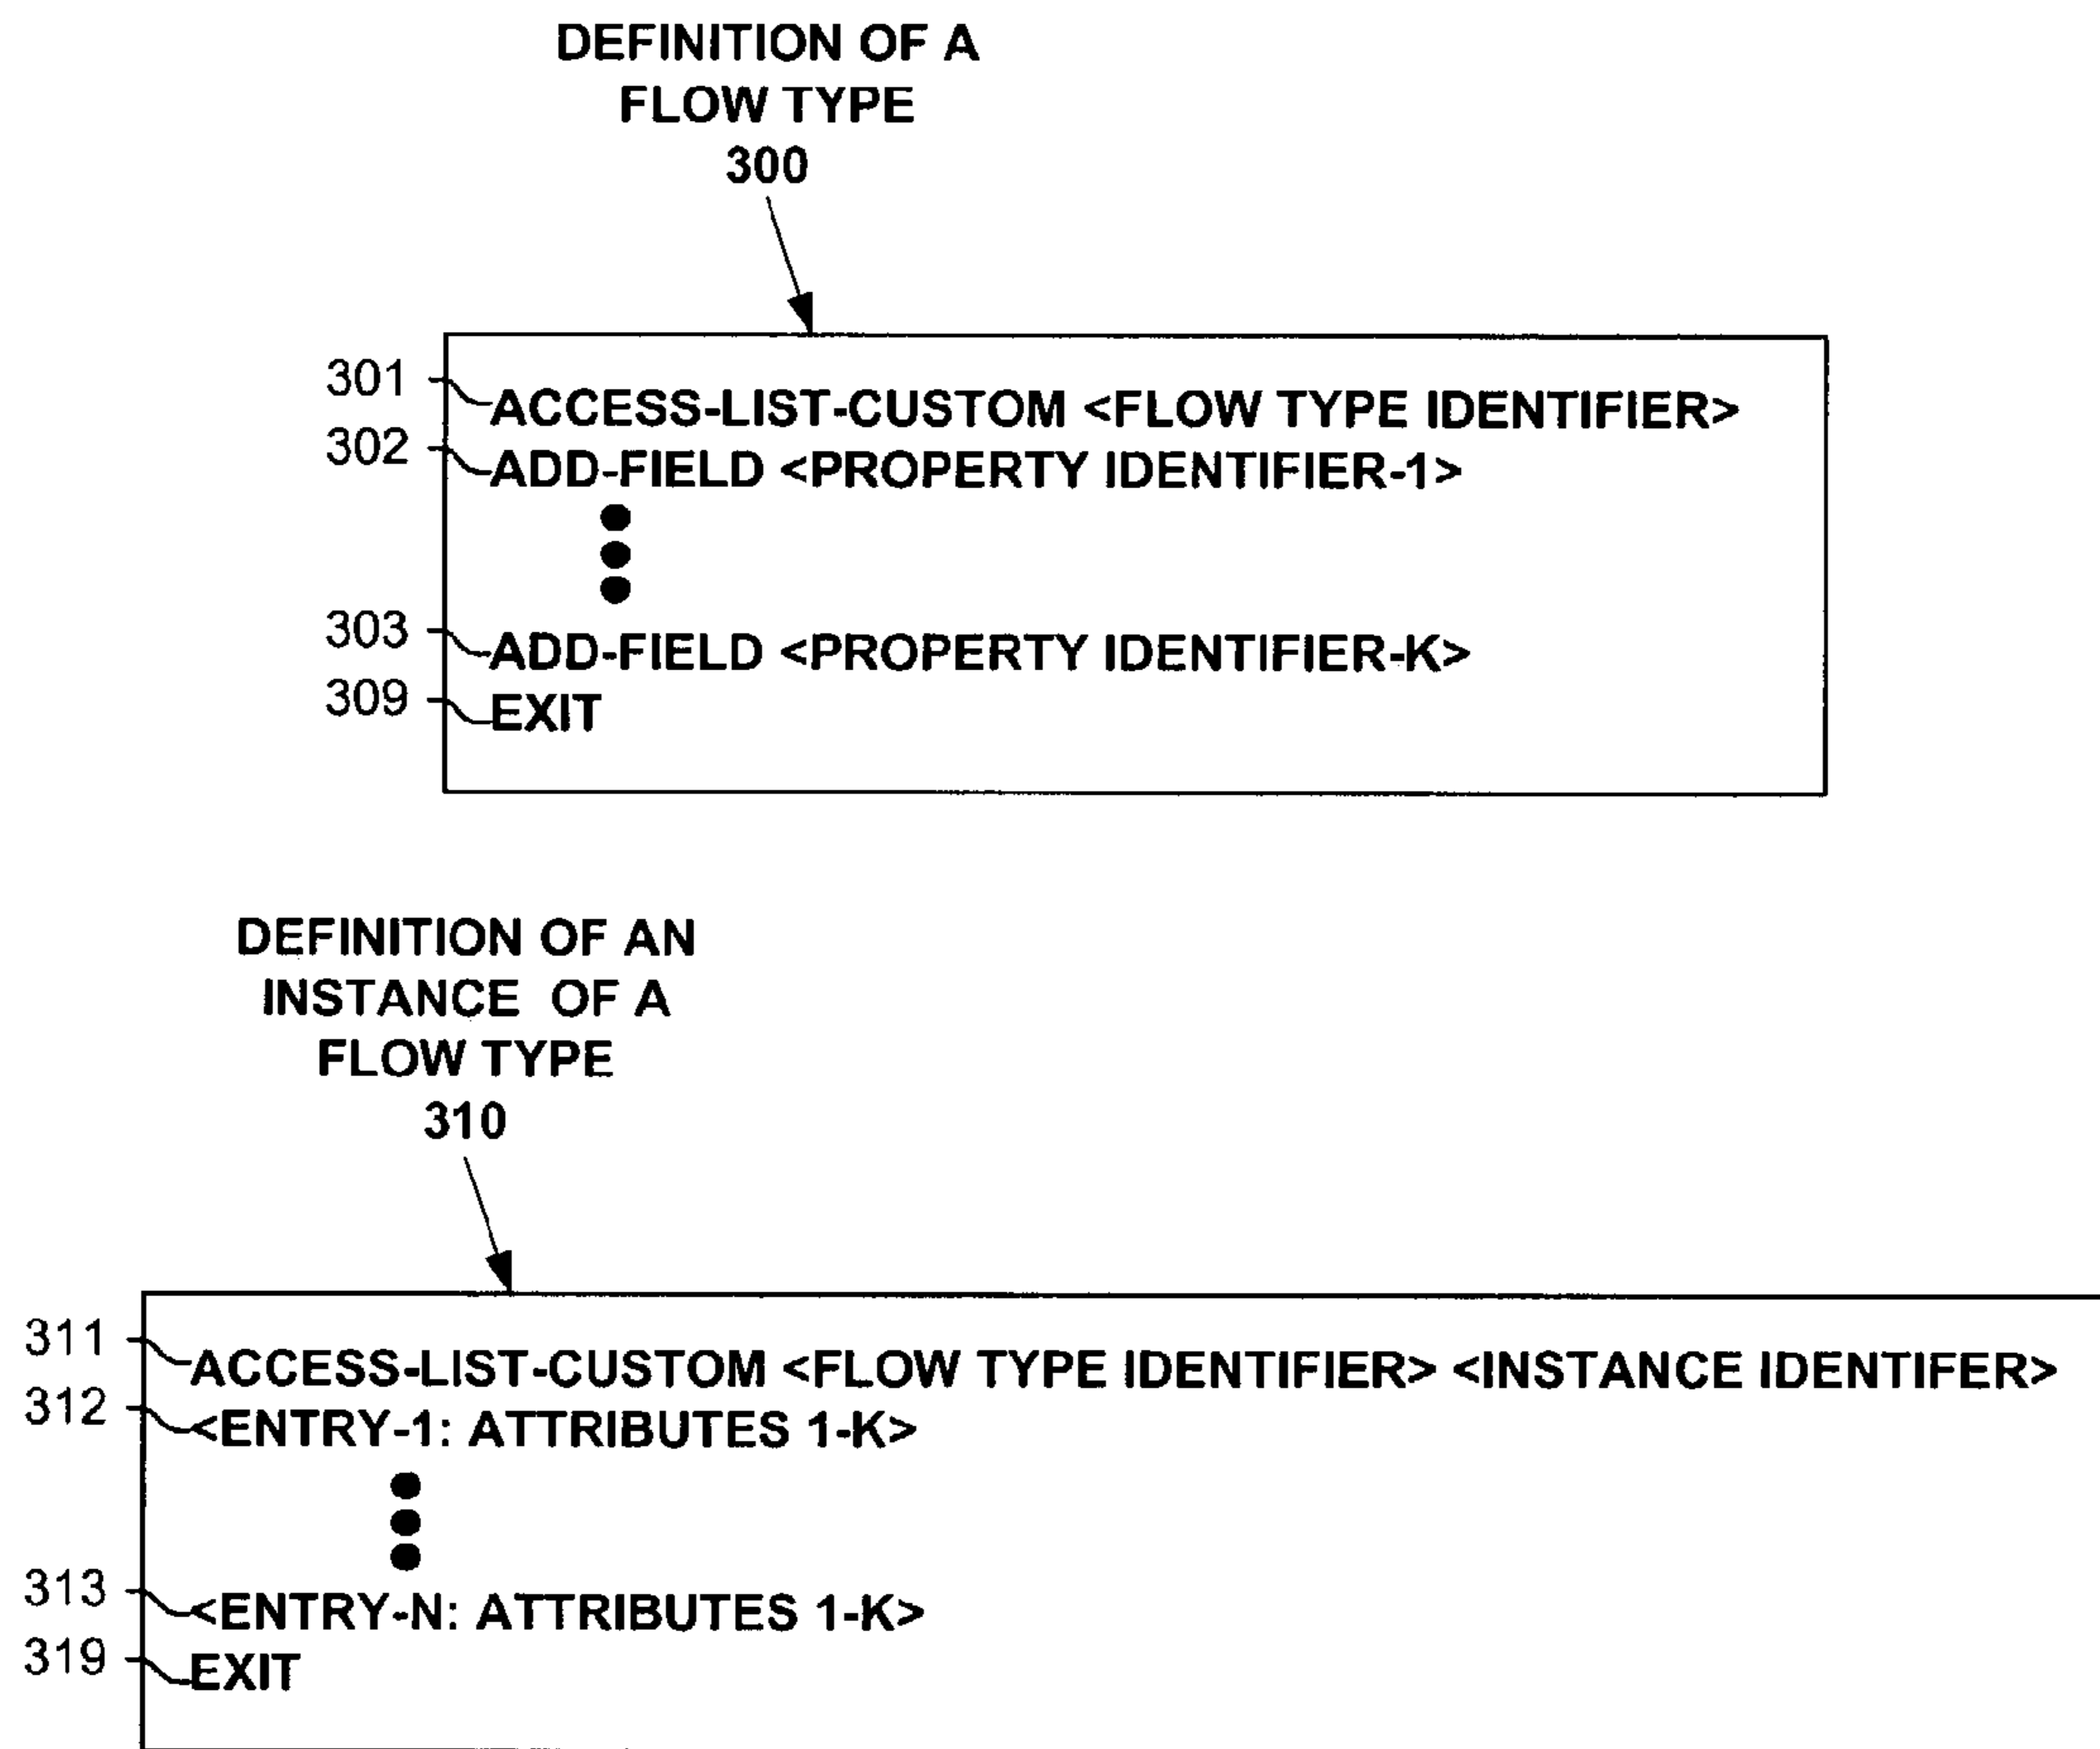 DEFINITION OF A
FLOW TYPE
300
301
ACCESS-LIST-CUSTOM <FLOW TYPE IDENTIFIER>
302
ADD-FIELD <PROPERTY IDENTIFIER-1>
303
ADD-FIELD <PROPERTY IDENTIFIER-K>
309
EXIT
DEFINITION OF AN
INSTANCE OF A
FLOW TYPE
310
311
ACCESS-LIST-CUSTOM <FLOW TYPE IDENTIFIER> <INSTANCE IDENTIFER>
312
<ENTRY-1: ATTRIBUTES 1-K>
313
<ENTRY-N: ATTRIBUTES 1-K>
319
EXIT